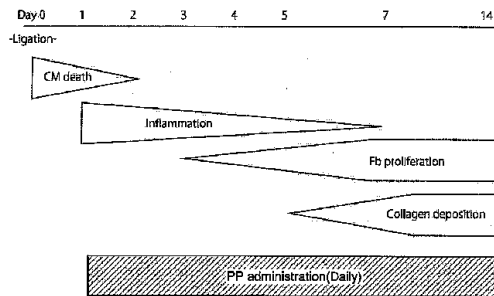 Day 0 1 2 3 4 5 7 14
-Ligation-
CM death
Inflammation
Fb proliferation
Collagen deposition
PP administration(Daily)